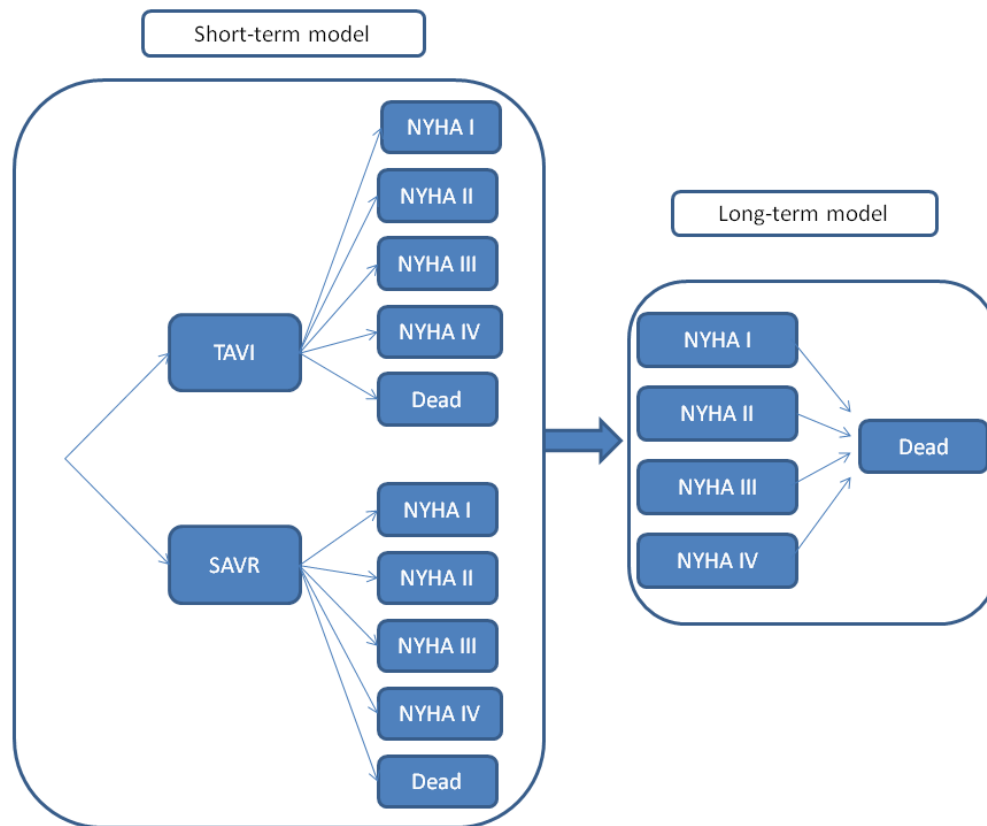 Short-term model
TAVI
NYHA I
NYHA II
NYHA III
NYHA IV
Dead
SAVR
NYHA I
NYHA II
NYHA III
NYHA IV
Dead
Long-term model
NYHA I
NYHA II
NYHA III
NYHA IV
Dead